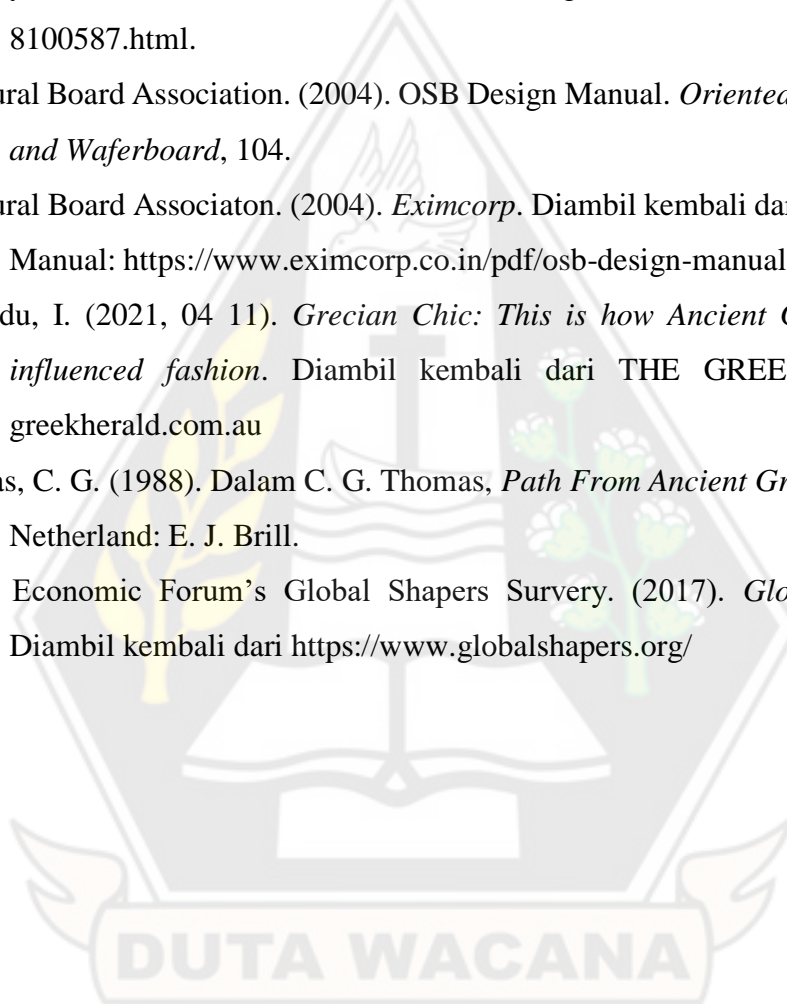 8100587.html.
ural Board Association. (2004). OSB Design Manual. Oriented
and Waferboard, 104.
ural Board Associaton. (2004). Eximcorp. Diambil kembali dar
Manual: https://www.eximcorp.co.in/pdf/osb-design-manual
du, I. (2021, 04 11). Grecian Chic: This is how Ancient G
influenced fashion. Diambil kembali dari THE GREE
greekherald.com.au
as, C. G. (1988). Dalam C. G. Thomas, Path From Ancient Gr
Netherland: E. J. Brill.
Economic Forum’s Global Shapers Survery. (2017). Glo
Diambil kembali dari https://www.globalshapers.org/
DUTA WACANA